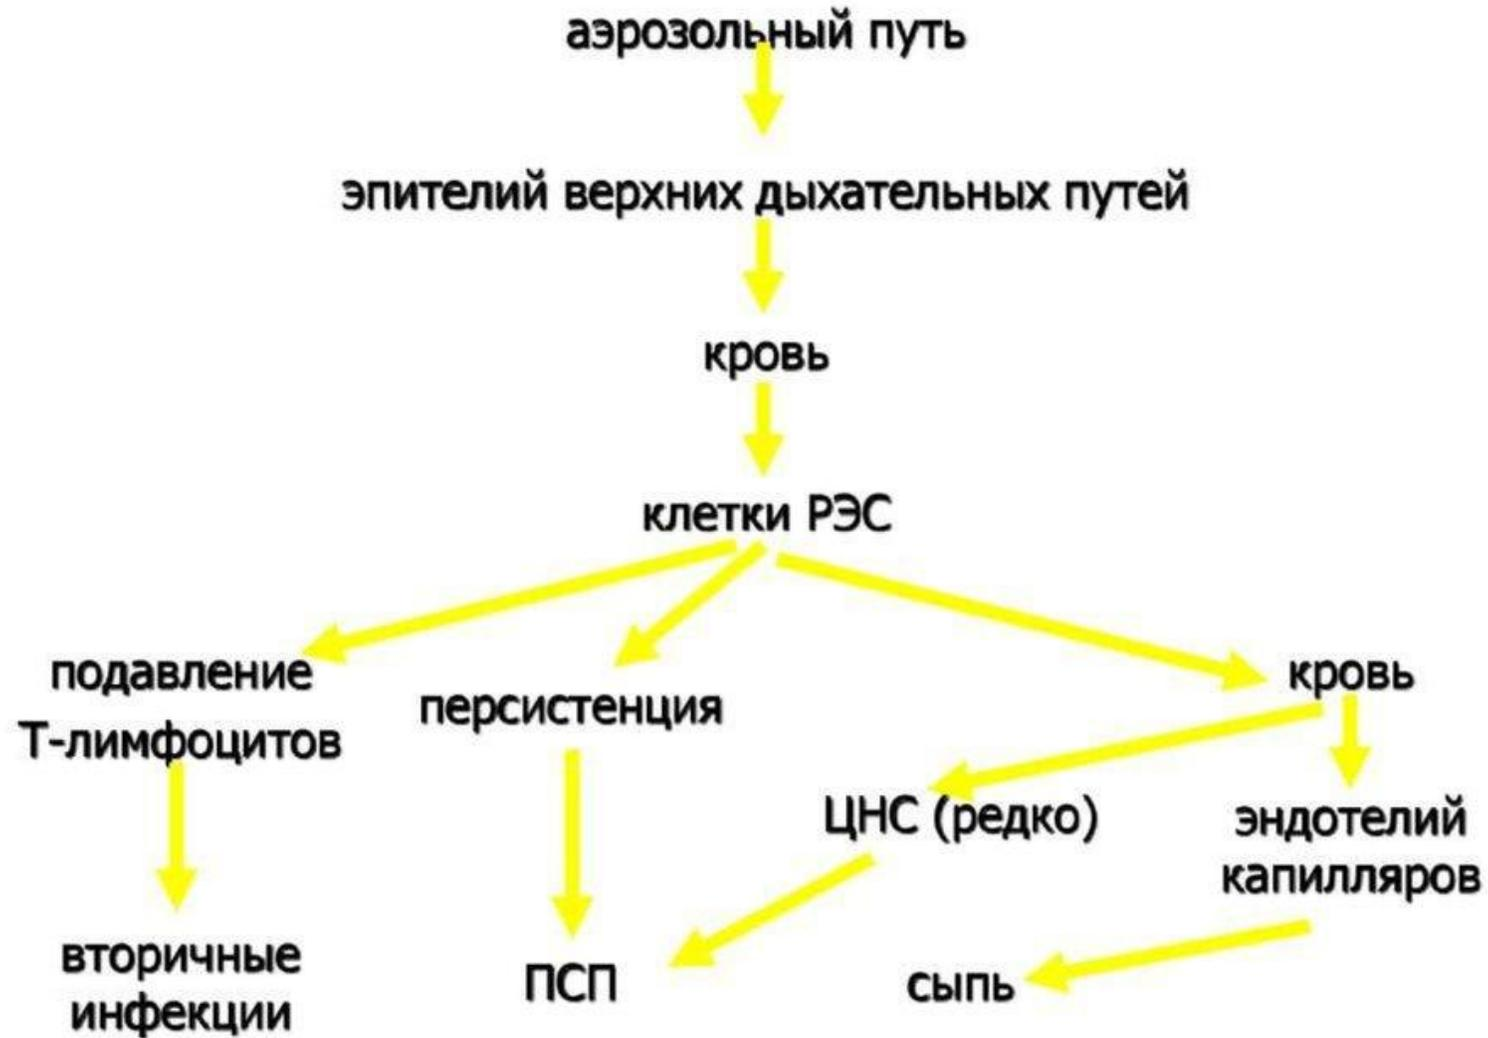 аэрозольный путь
эпителий верхних дыхательных путей
кровь
клетки РЭС
подавление
Т-лимфоцитов
персистенция
кровь
ЦНС (редко)
эндотелий
капилляров
вторичные
инфекции
ПСП
сыпь